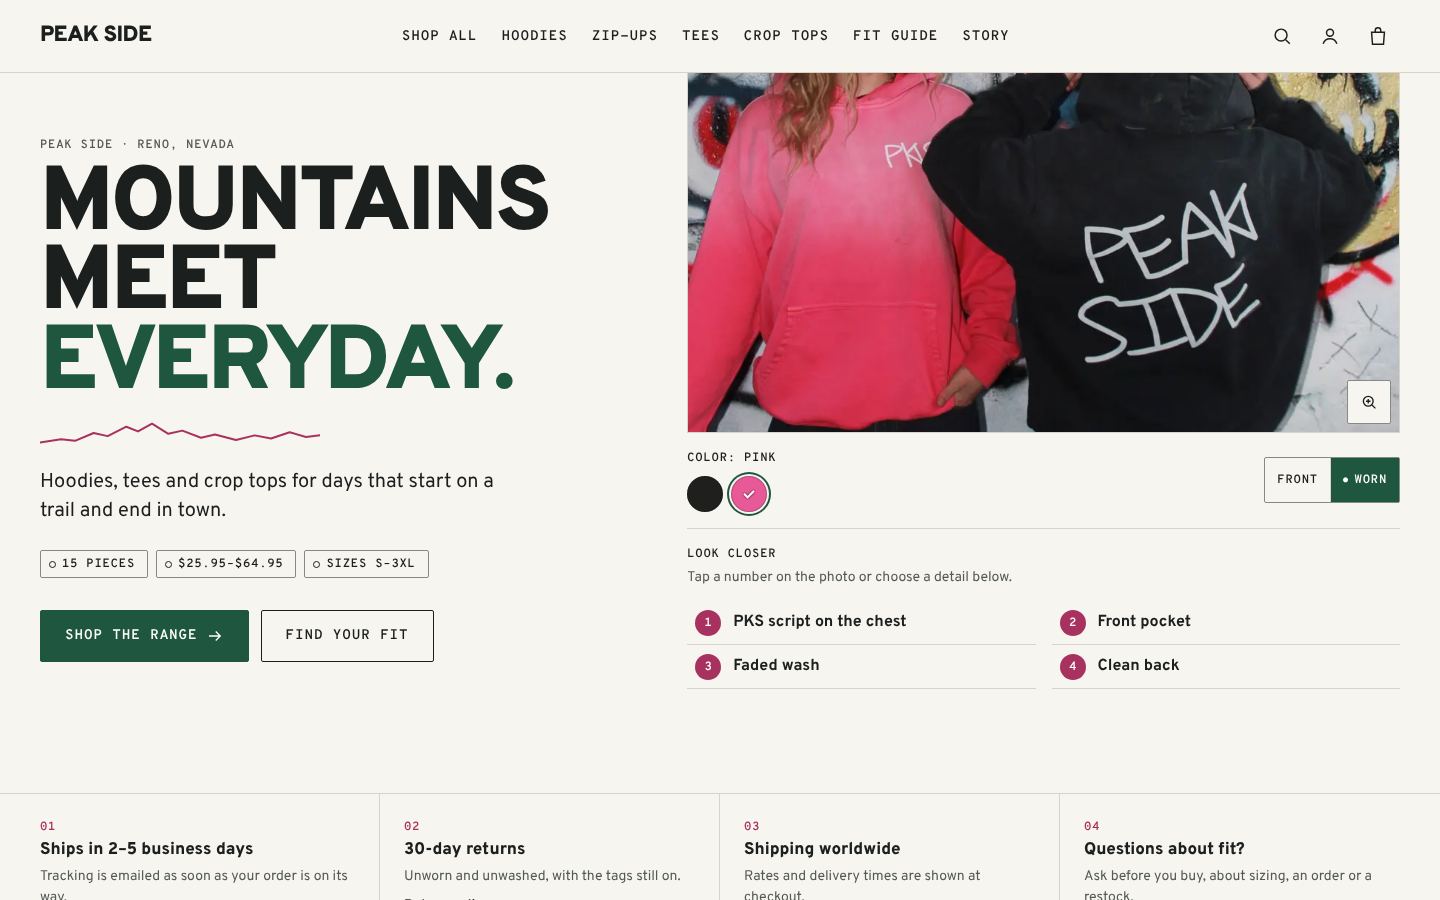 PEAK SIDE
SHOP ALL HOODIES ZIP-UPS TEES CROP TOPS FIT GUIDE STORY
PEAK SIDE · RENO, NEVADA
MOUNTAINS
MEET
EVERYDAY.
Hoodies, tees and crop tops for days that start on a
trail and end in town.
15 PIECES
$25.95–$64.95
SIZES S–3XL
SHOP THE RANGE →
FIND YOUR FIT
PKS
PEAK
SIDE
COLOR: PINK
FRONT
WORN
LOOK CLOSER
Tap a number on the photo or choose a detail below.
1 PKS script on the chest
2 Front pocket
3 Faded wash
4 Clean back
01
Ships in 2–5 business days
Tracking is emailed as soon as your order is on its
way.
02
30-day returns
Unworn and unwashed, with the tags still on.
03
Shipping worldwide
Rates and delivery times are shown at
checkout.
04
Questions about fit?
Ask before you buy, about sizing, an order or a
restock.